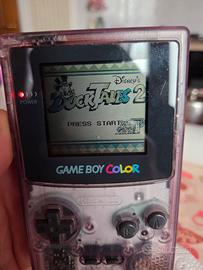 Disney's
DUCKTALES 2
PRESS START
POWER
GAME BOY COLOR